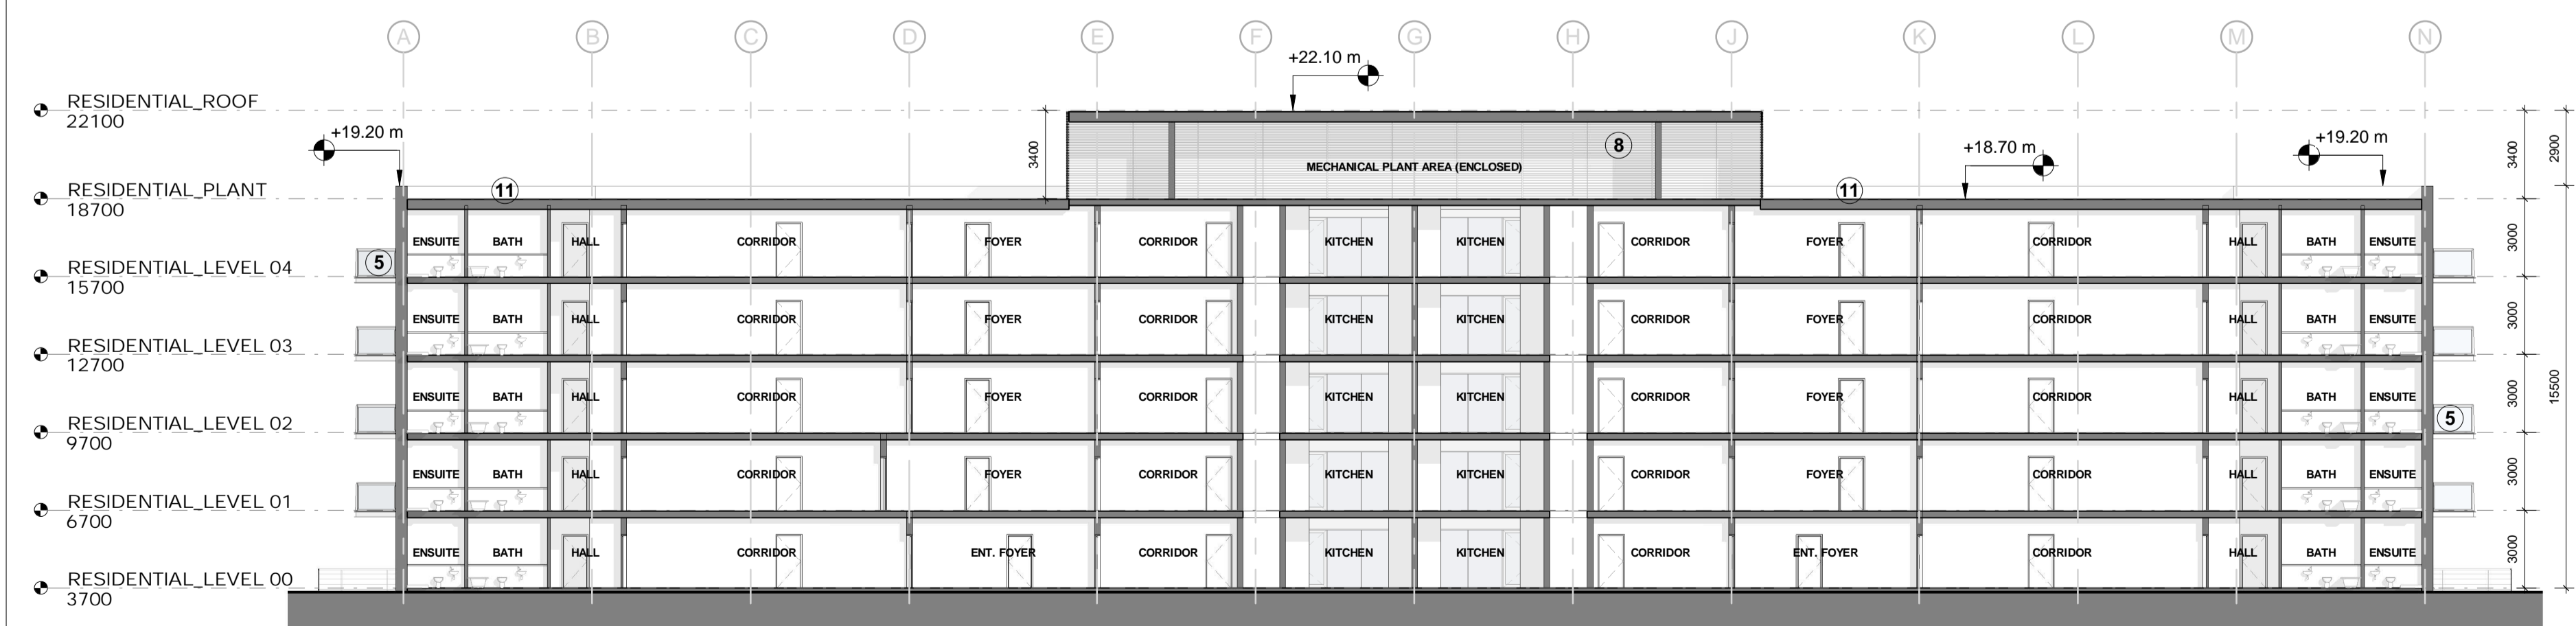 A B C D E F G H J K L M N
+22.10 m
RESIDENTIAL_ROOF
22100
+19.20 m
+18.70 m
+19.20 m
3400
8
MECHANICAL PLANT AREA (ENCLOSED)
3400
2900
RESIDENTIAL_PLANT
18700
11
11
ENSUITE BATH HALL CORRIDOR FOYER CORRIDOR KITCHEN KITCHEN CORRIDOR FOYER CORRIDOR HALL BATH ENSUITE
3000
5
RESIDENTIAL_LEVEL 04
15700
ENSUITE BATH HALL CORRIDOR FOYER CORRIDOR KITCHEN KITCHEN CORRIDOR FOYER CORRIDOR HALL BATH ENSUITE
3000
RESIDENTIAL_LEVEL 03
12700
ENSUITE BATH HALL CORRIDOR FOYER CORRIDOR KITCHEN KITCHEN CORRIDOR FOYER CORRIDOR HALL BATH ENSUITE
3000
15500
5
RESIDENTIAL_LEVEL 02
9700
ENSUITE BATH HALL CORRIDOR FOYER CORRIDOR KITCHEN KITCHEN CORRIDOR FOYER CORRIDOR HALL BATH ENSUITE
3000
RESIDENTIAL_LEVEL 01
6700
ENSUITE BATH HALL CORRIDOR ENT. FOYER CORRIDOR KITCHEN KITCHEN CORRIDOR ENT. FOYER CORRIDOR HALL BATH ENSUITE
3000
RESIDENTIAL_LEVEL 00
3700